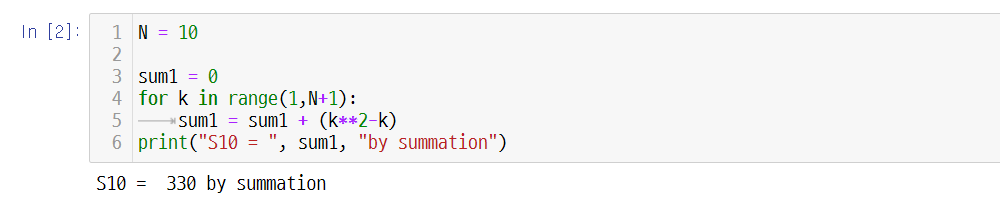 In [2]:
1 N = 10
2
3 sum1 = 0
4 for k in range(1,N+1):
5 sum1 = sum1 + (k**2-k)
6 print("S10 = ", sum1, "by summation")
S10 =  330 by summation